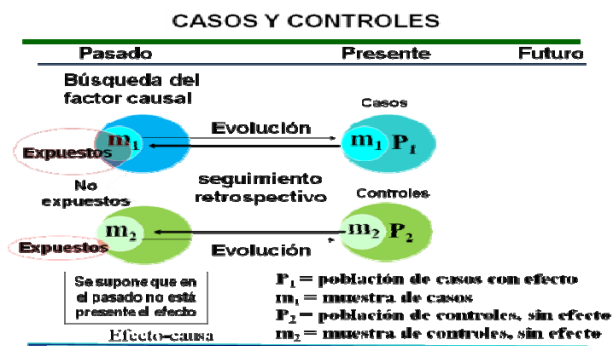 CASOS Y CONTROLES
Pasado Presente Futuro
Búsqueda del
factor causal
Casos
Evolución
m1
m1 P1
Expuestos
No
expuestos
seguimiento
retrospectivo
Controles
m2
m2 P2
Expuestos
Evolución
Se supone que en
el pasado no está
presente el efecto
Efecto-causa
P1 = población de casos con efecto
m1 = muestra de casos
P2 = población de controles, sin efecto
m2 = muestra de controles, sin efecto